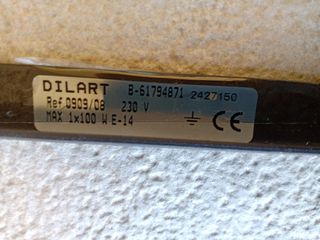 DILART B-61794871 2427150
Ref 0909/08 230 V
MAX 1x100 W E-14 CE